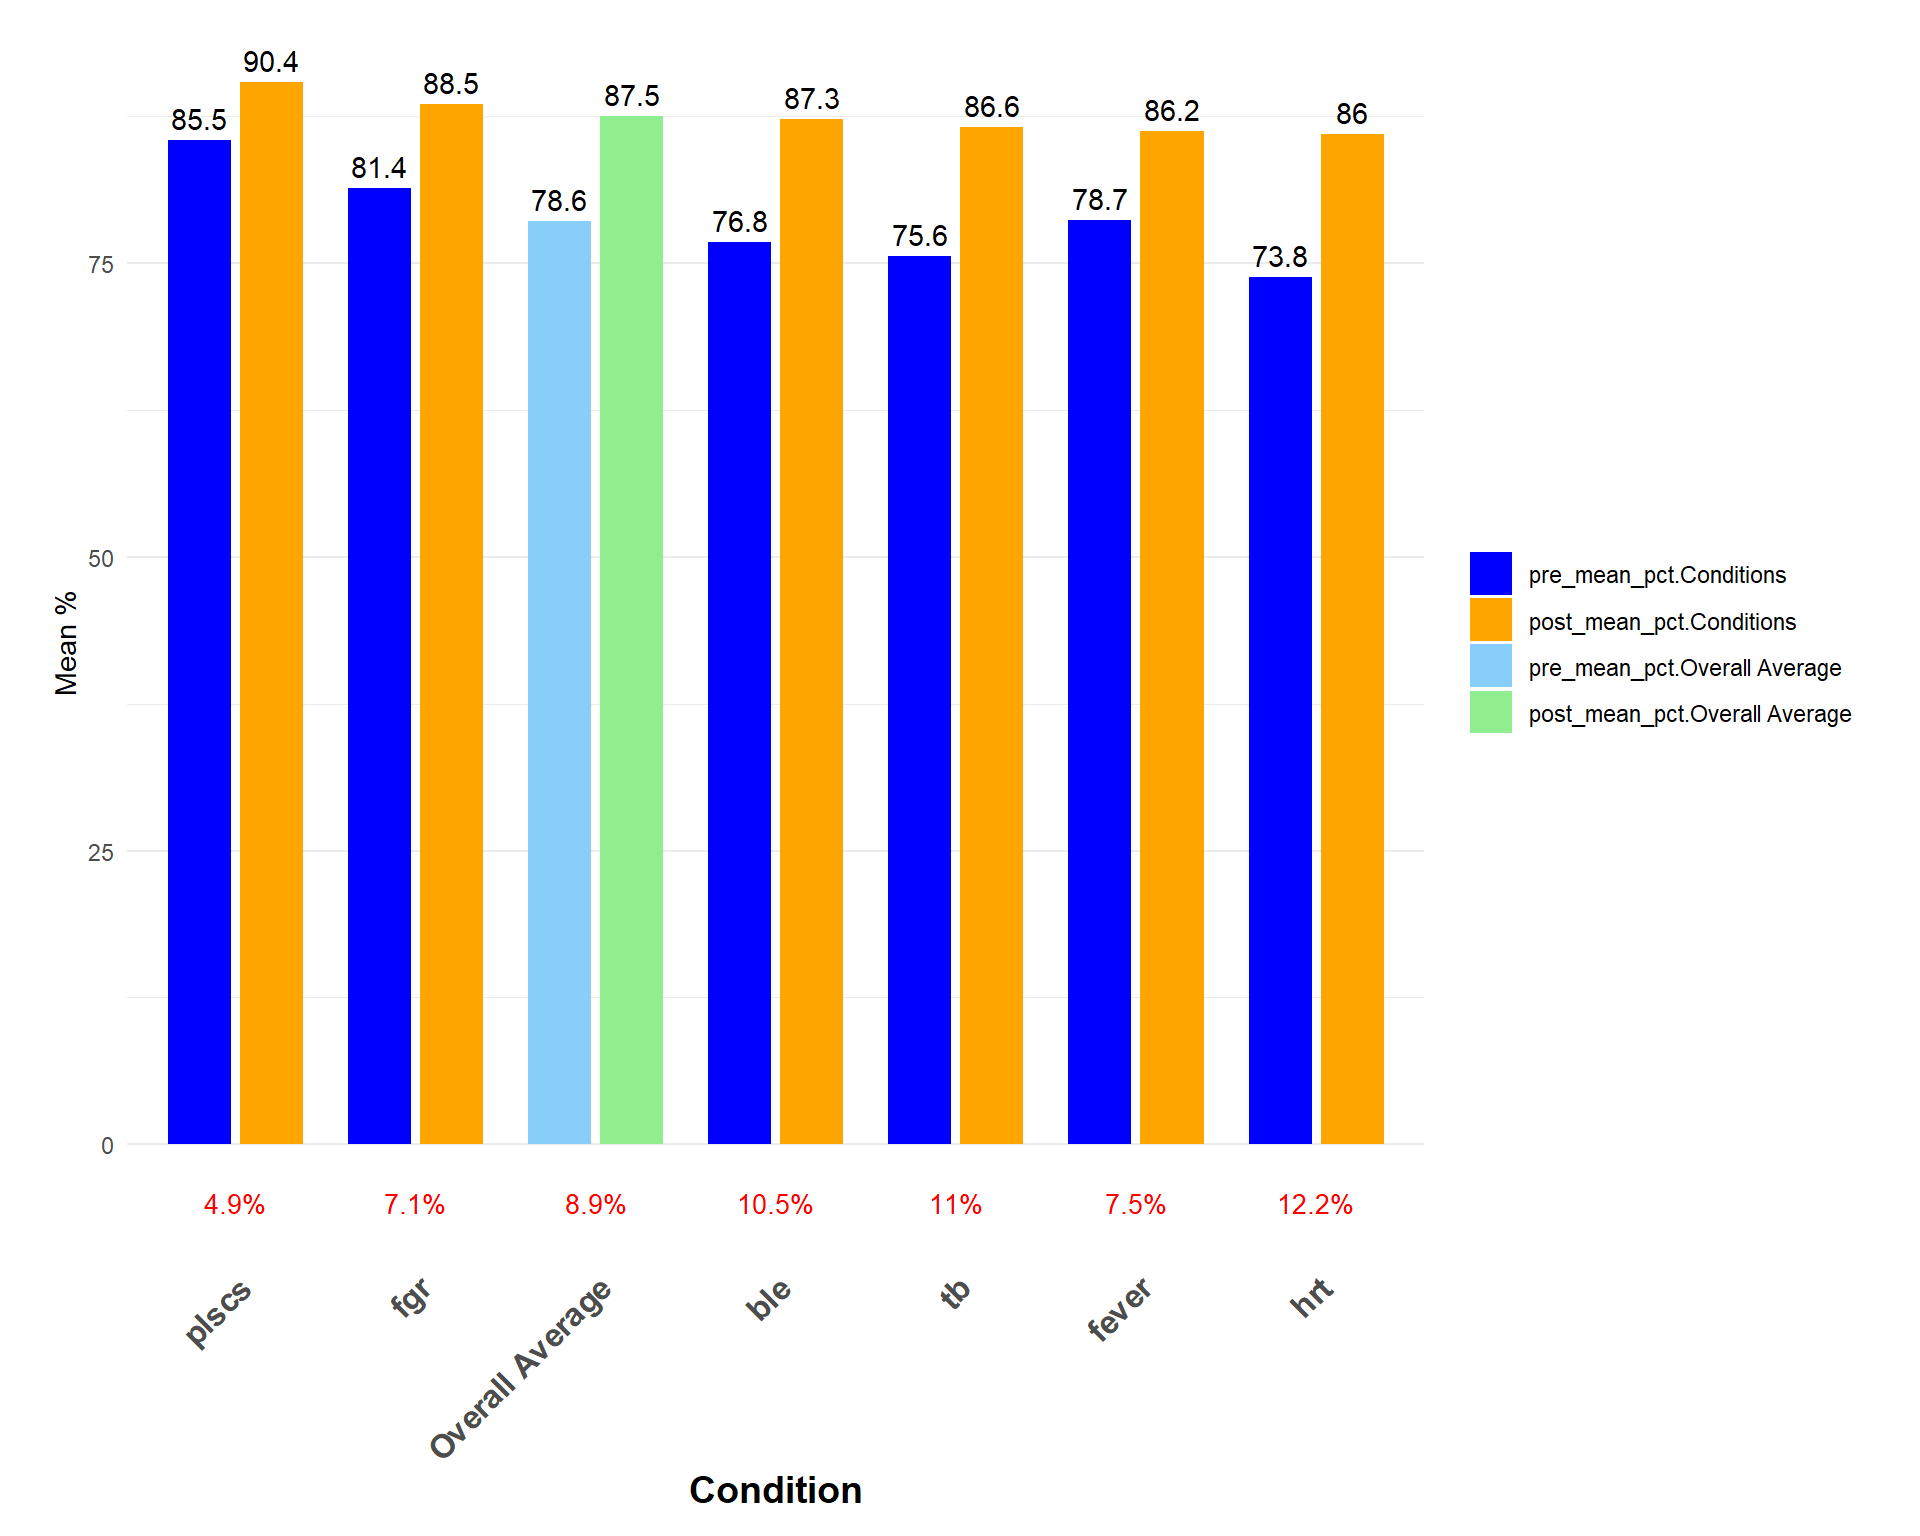 90.4
88.5
87.5
87.3
86.6
86.2
86
85.5
81.4
78.6
76.8
75.6
78.7
73.8
75
50
25
0
Mean %
pre_mean_pct.Conditions
post_mean_pct.Conditions
pre_mean_pct.Overall Average
post_mean_pct.Overall Average
4.9%
7.1%
8.9%
10.5%
11%
7.5%
12.2%
plscs
fgr
Overall Average
ble
tb
fever
hrt
Condition